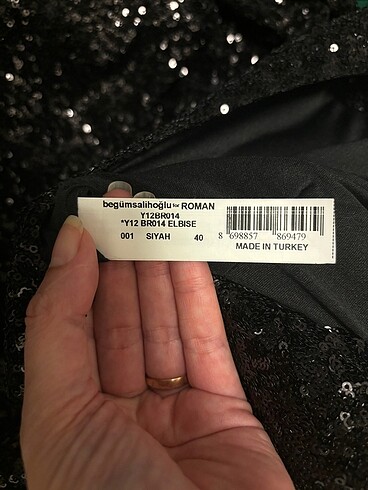 begümsalihoğlu for ROMAN
Y12BR014
*Y12 BR014 ELBISE
001 SIYAH 40
8 698857 869479
MADE IN TURKEY